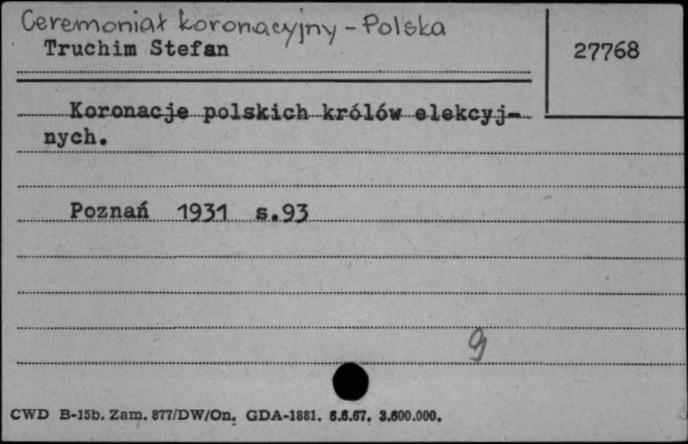 Ceremoniał koronacyjny - Polska
Truchim Stefan
27768
Koronacje polskich królów elekcyj-
nych.
Poznań 1931 s.93
9
CWD B-15b. Zam. 877/DW/On. GDA-1881. 6.6.67. 3.600.000.